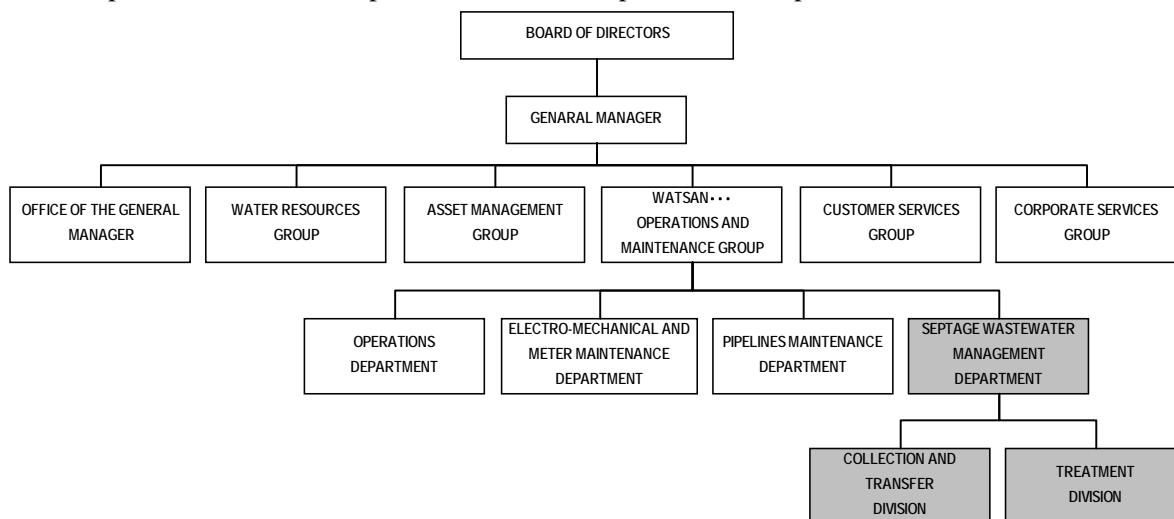 BOARD OF DIRECTORS
GENARAL MANAGER
OFFICE OF THE GENERAL
MANAGER
WATER RESOURCES
GROUP
ASSET MANAGEMENT
GROUP
WATSAN···
OPERATIONS AND
MAINTENANCE GROUP
CUSTOMER SERVICES
GROUP
CORPORATE SERVICES
GROUP
OPERATIONS
DEPARTMENT
ELECTRO-MECHANICAL AND
METER MAINTENANCE
DEPARTMENT
PIPELINES MAINTENANCE
DEPARTMENT
SEPTAGE WASTEWATER
MANAGEMENT
DEPARTMENT
COLLECTION AND
TRANSFER
DIVISION
TREATMENT
DIVISION